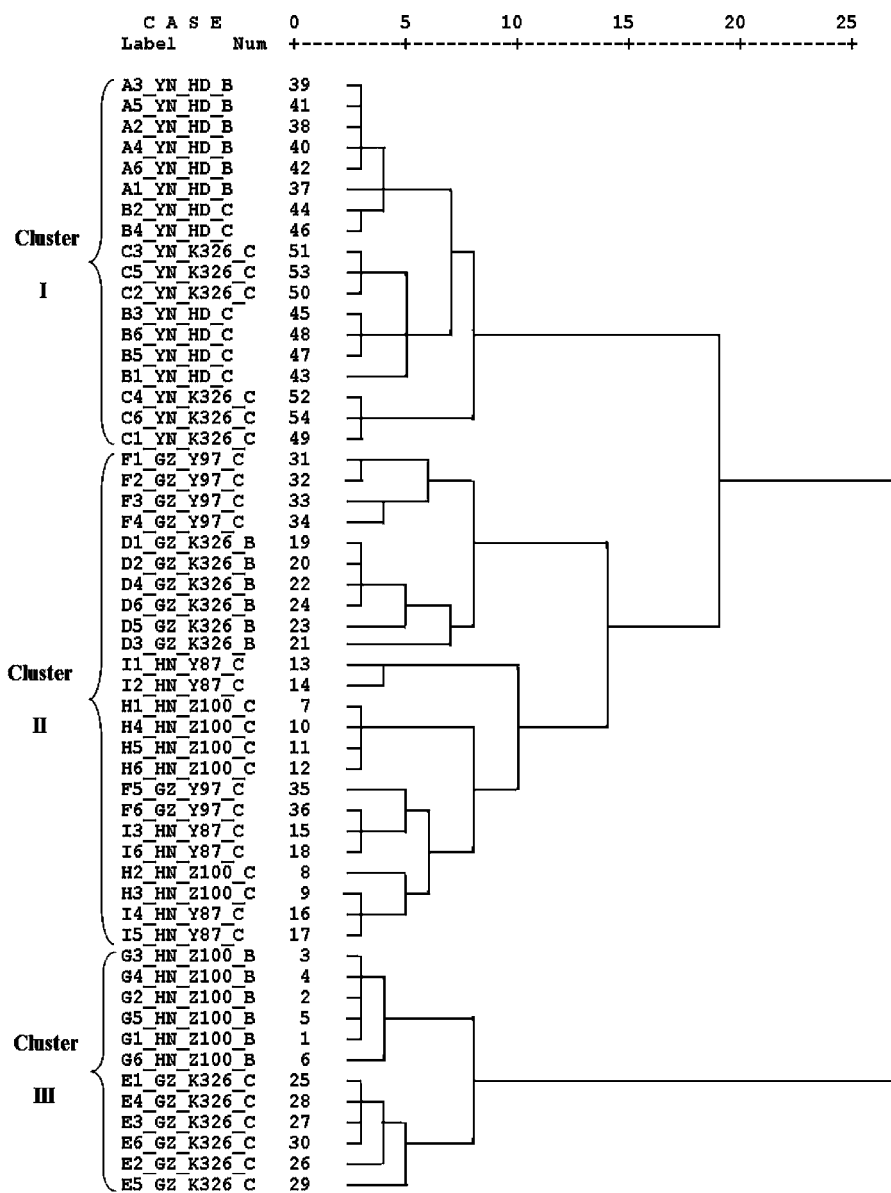 C A S E 0 5 10 15 20 25
Label Num +---------+---------+---------+---------+---------+
A3_YN_HD_B 39
A5_YN_HD_B 41
A2_YN_HD_B 38
A4_YN_HD_B 40
A6_YN_HD_B 42
A1_YN_HD_B 37
B2_YN_HD_C 44
B4_YN_HD_C 46
Cluster
I
C3_YN_K326_C 51
C5_YN_K326_C 53
C2_YN_K326_C 50
B3_YN_HD_C 45
B6_YN_HD_C 48
B5_YN_HD_C 47
B1_YN_HD_C 43
C4_YN_K326_C 52
C6_YN_K326_C 54
C1_YN_K326_C 49
F1_GZ_Y97_C 31
F2_GZ_Y97_C 32
F3_GZ_Y97_C 33
F4_GZ_Y97_C 34
D1_GZ_K326_B 19
D2_GZ_K326_B 20
D4_GZ_K326_B 22
D6_GZ_K326_B 24
D5_GZ_K326_B 23
D3_GZ_K326_B 21
Cluster
II
I1_HN_Y87_C 13
I2_HN_Y87_C 14
H1_HN_Z100_C 7
H4_HN_Z100_C 10
H5_HN_Z100_C 11
H6_HN_Z100_C 12
F5_GZ_Y97_C 35
F6_GZ_Y97_C 36
I3_HN_Y87_C 15
I6_HN_Y87_C 18
H2_HN_Z100_C 8
H3_HN_Z100_C 9
I4_HN_Y87_C 16
I5_HN_Y87_C 17
G3_HN_Z100_B 3
G4_HN_Z100_B 4
G2_HN_Z100_B 2
G5_HN_Z100_B 5
G1_HN_Z100_B 1
G6_HN_Z100_B 6
Cluster
III
E1_GZ_K326_C 25
E4_GZ_K326_C 28
E3_GZ_K326_C 27
E6_GZ_K326_C 30
E2_GZ_K326_C 26
E5_GZ_K326_C 29